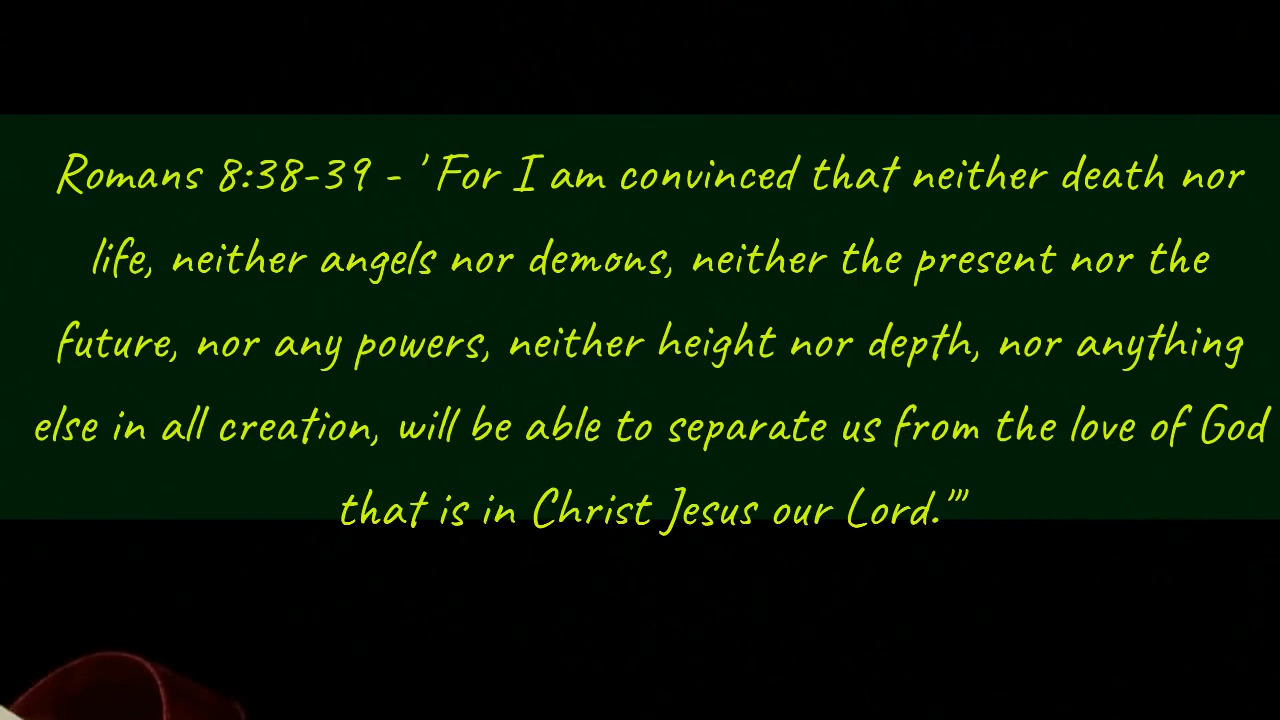 Romans 8:38-39 - ' For I am convinced that neither death nor
life, neither angels nor demons, neither the present nor the
future, nor any powers, neither height nor depth, nor anything
else in all creation, will be able to separate us from the love of God
that is in Christ Jesus our Lord.'"